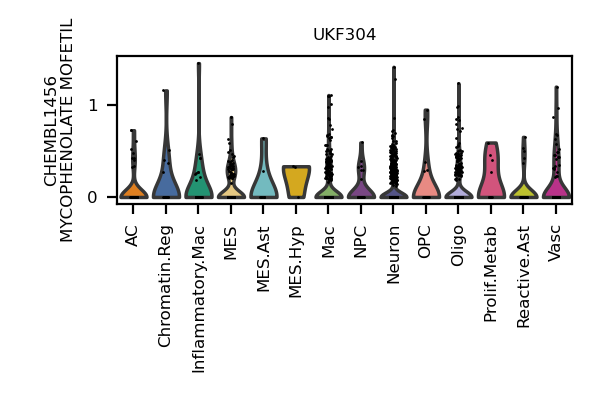 UKF304
CHEMBL1456
MYCOPHENOLATE MOFETIL
1
0
AC
Chromatin.Reg
Inflammatory.Mac
MES
MES.Ast
MES.Hyp
Mac
NPC
Neuron
OPC
Oligo
Prolif.Metab
Reactive.Ast
Vasc